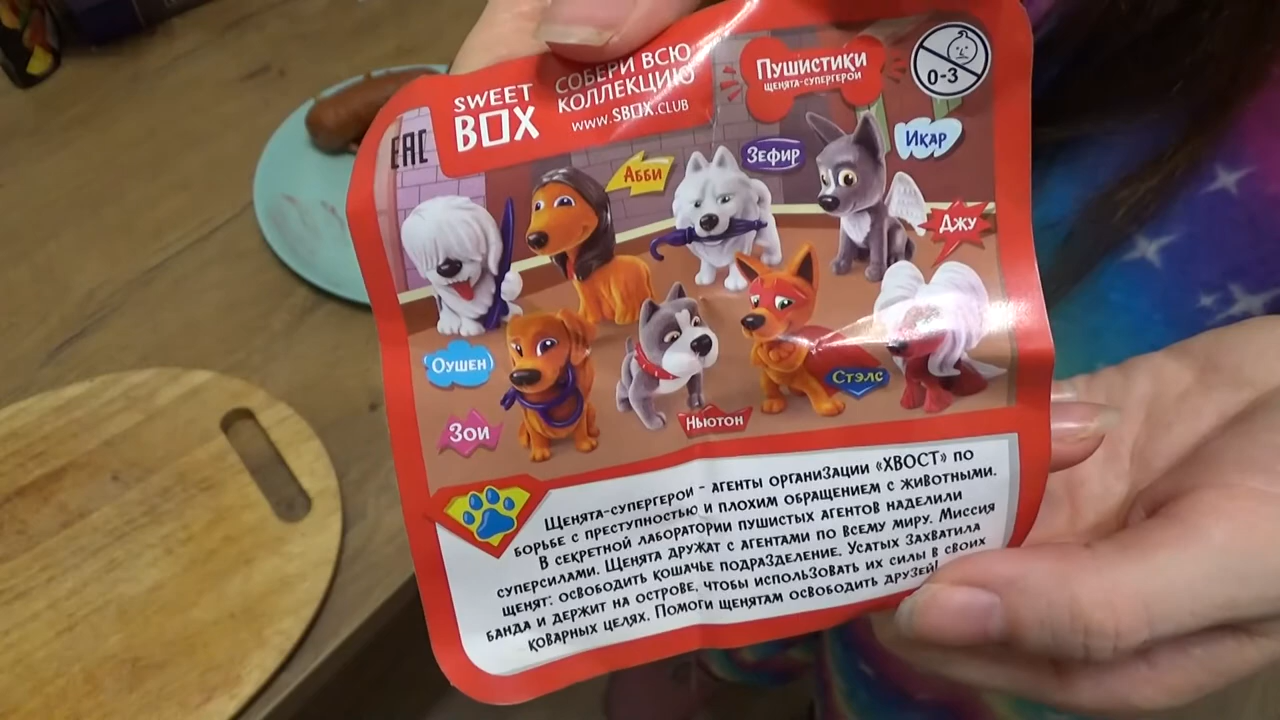 SWEET
BOX
СОБЕРИ ВСЮ
КОЛЛЕКЦИЮ
WWW.SBOX.CLUB
ПУШИСТИКИ
ЩЕНЯТА-СУПЕРГЕРОИ
0-3
EAC
АББИ
ЗЕФИР
ИКАР
ДЖУ
ОУШЕН
СТЭЛС
ЗОИ
НЬЮТОН
ЩЕНЯТА-СУПЕРГЕРОИ - АГЕНТЫ ОРГАНИЗАЦИИ «ХВОСТ» ПО
БОРЬБЕ С ПРЕСТУПНОСТЬЮ И ПЛОХИМ ОБРАЩЕНИЕМ С ЖИВОТНЫМИ.
В СЕКРЕТНОЙ ЛАБОРАТОРИИ ПУШИСТЫХ АГЕНТОВ НАДЕЛИЛИ
СУПЕРСИЛАМИ. ЩЕНЯТА ДРУЖАТ С АГЕНТАМИ ПО ВСЕМУ МИРУ. МИССИЯ
ЩЕНЯТ: ОСВОБОДИТЬ КОШАЧЬЕ ПОДРАЗДЕЛЕНИЕ. УСАТЫХ ЗАХВАТИЛА
БАНДА И ДЕРЖИТ НА ОСТРОВЕ, ЧТОБЫ ИСПОЛЬЗОВАТЬ ИХ СИЛЫ В СВОИХ
КОВАРНЫХ ЦЕЛЯХ. ПОМОГИ ЩЕНЯТАМ ОСВОБОДИТЬ ДРУЗЕЙ!